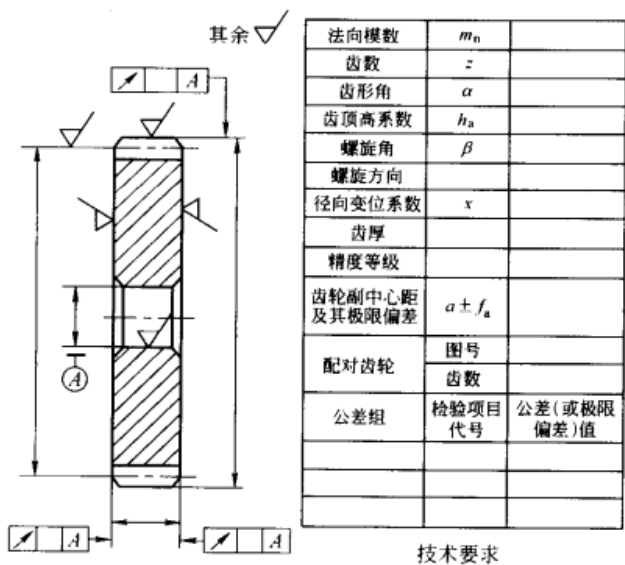 其余
A
法向模数 mn
齿数 z
齿形角 α
齿顶高系数 ha
螺旋角 β
螺旋方向
径向变位系数 x
齿厚
精度等级
齿轮副中心距
及其极限偏差
a ± fa
配对齿轮
图号
齿数
公差组
检验项目
代号
公差(或极限
偏差)值
A
A
A
技术要求